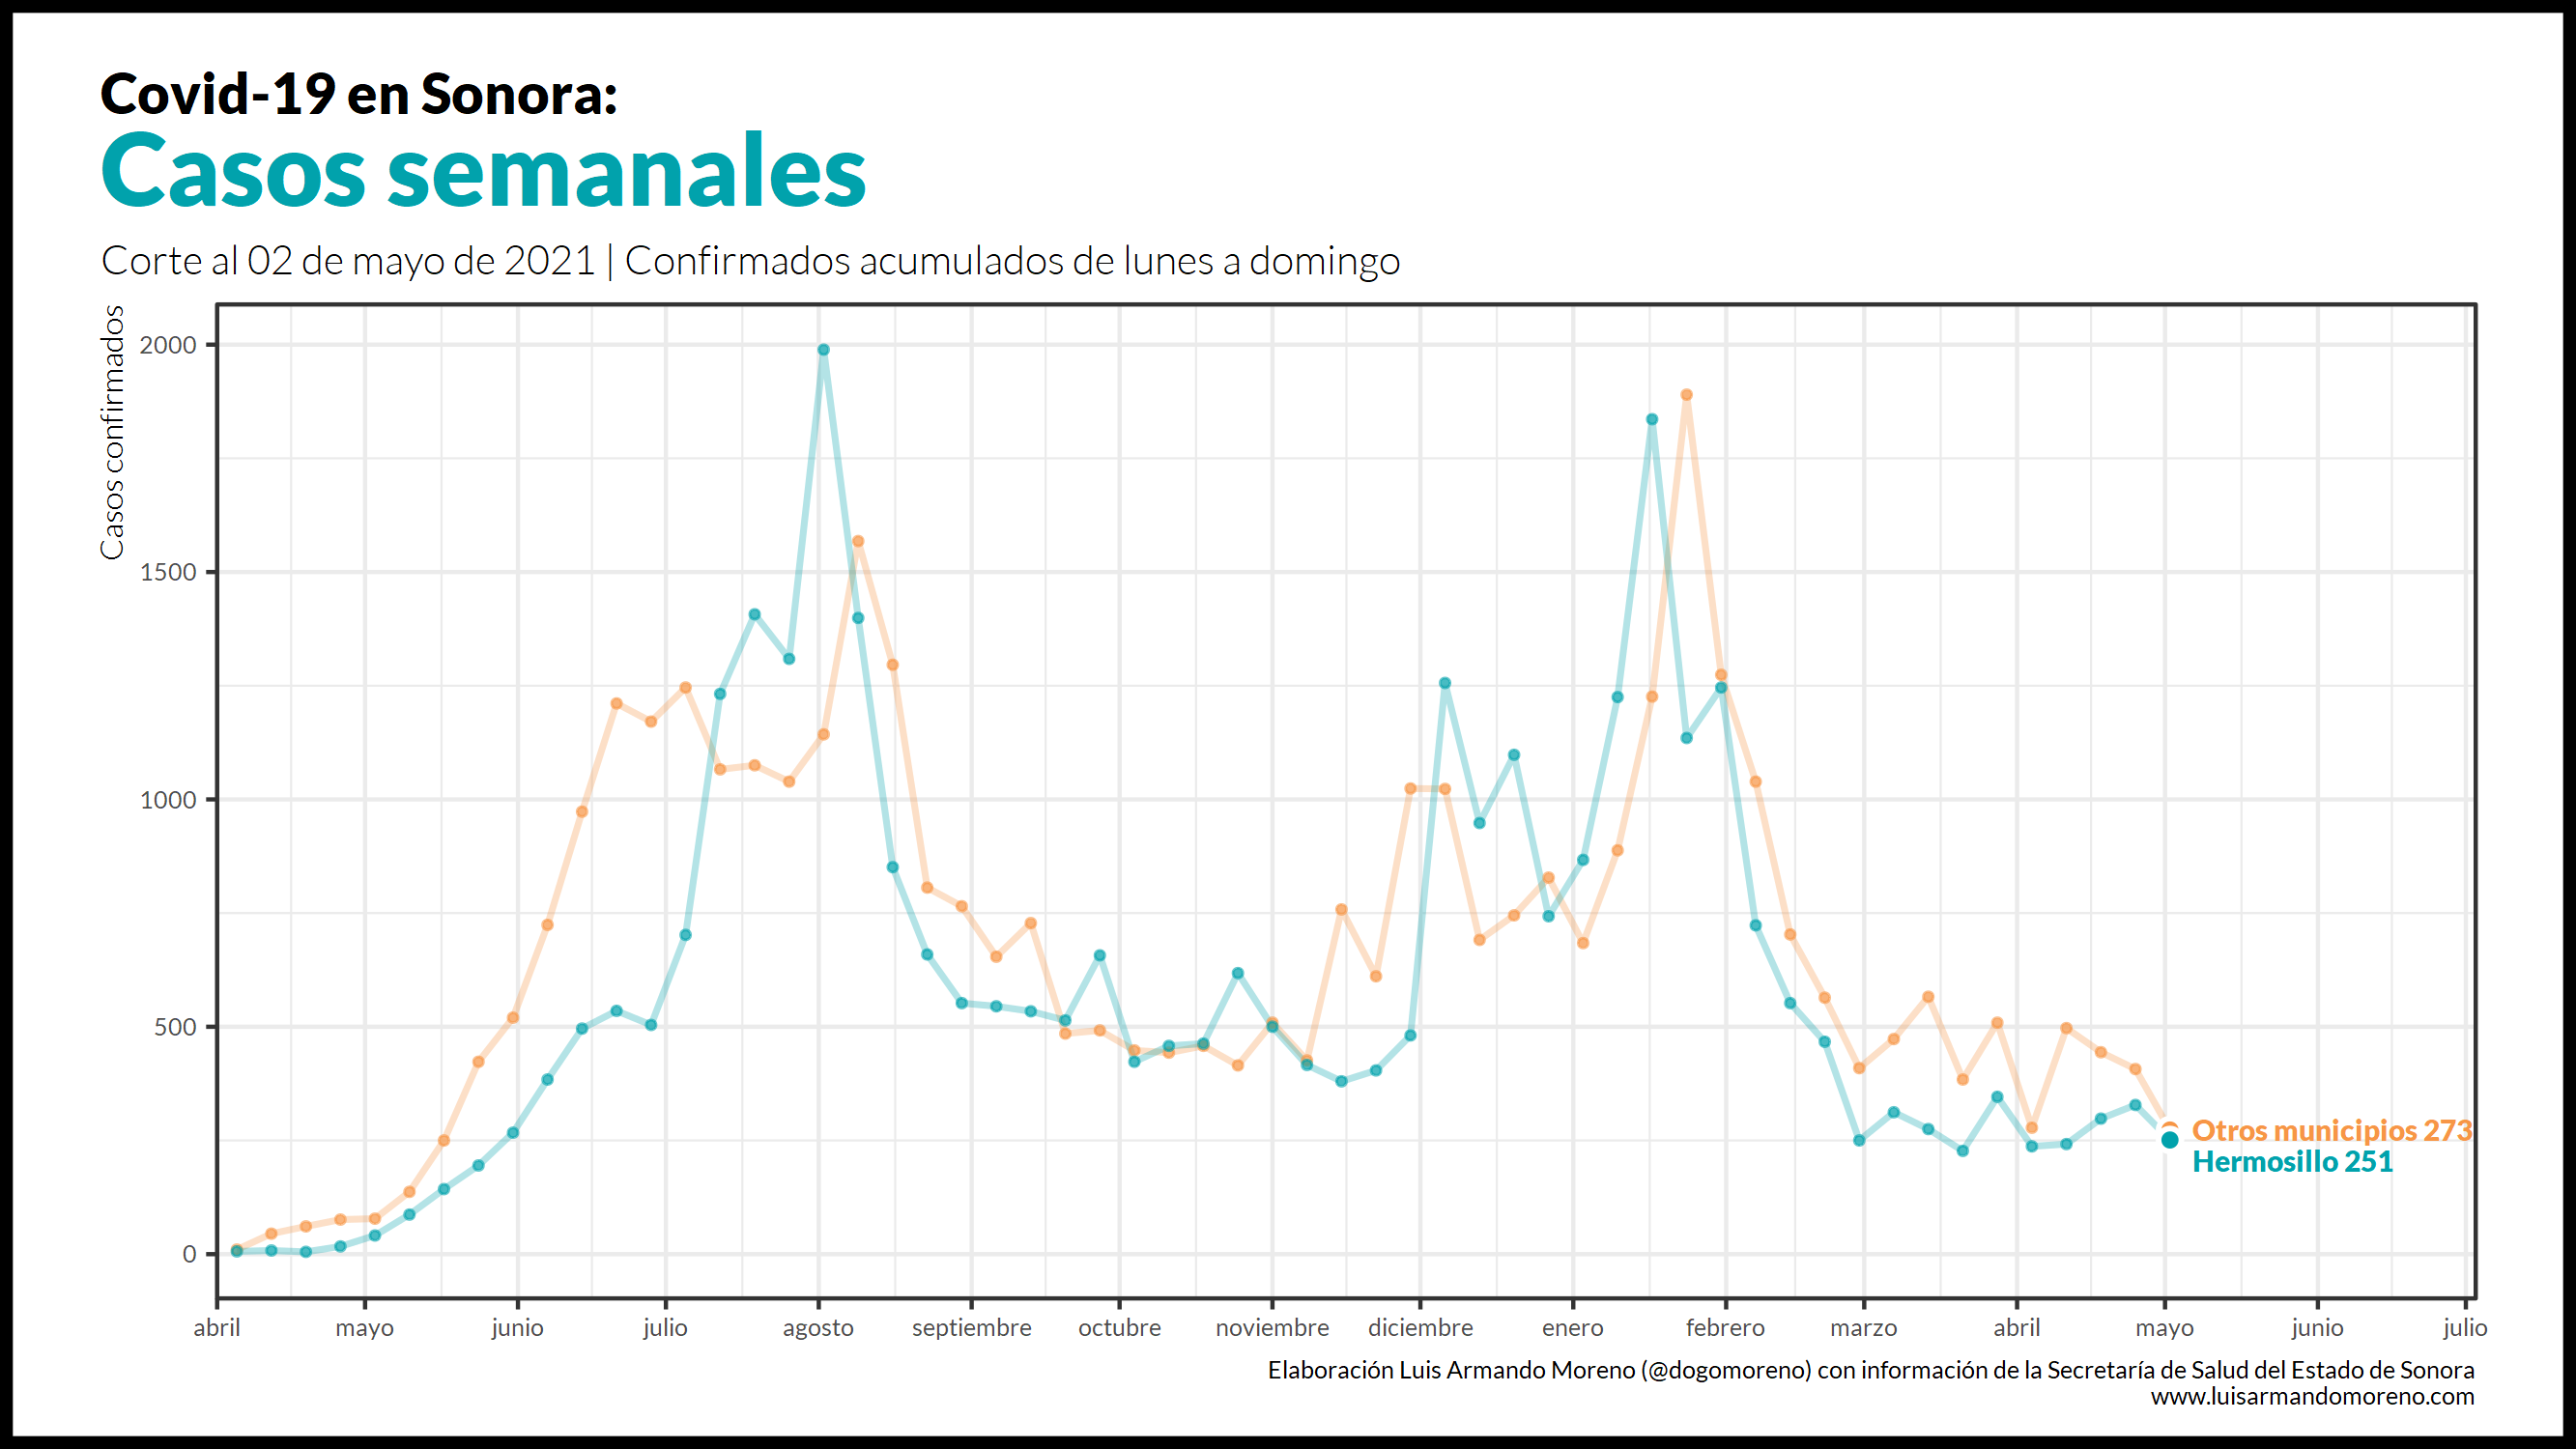 Covid-19 en Sonora:
Casos semanales
Corte al 02 de mayo de 2021 | Confirmados acumulados de lunes a domingo
Casos confirmados
2000
1500
1000
500
0
Otros municipios 273
Hermosillo 251
abril mayo junio julio agosto septiembre octubre noviembre diciembre enero febrero marzo abril mayo junio julio
Elaboración Luis Armando Moreno (@dogomoreno) con información de la Secretaría de Salud del Estado de Sonora
www.luisarmandomoreno.com